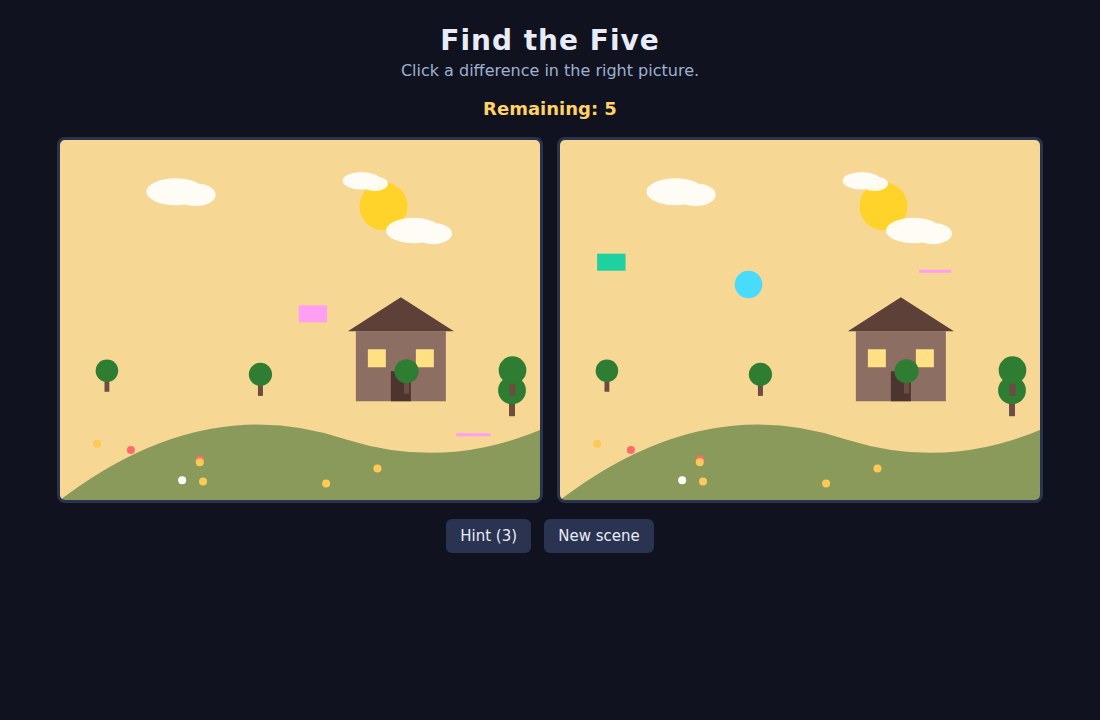 Find the Five
Click a difference in the right picture.
Remaining: 5
Hint (3)
New scene